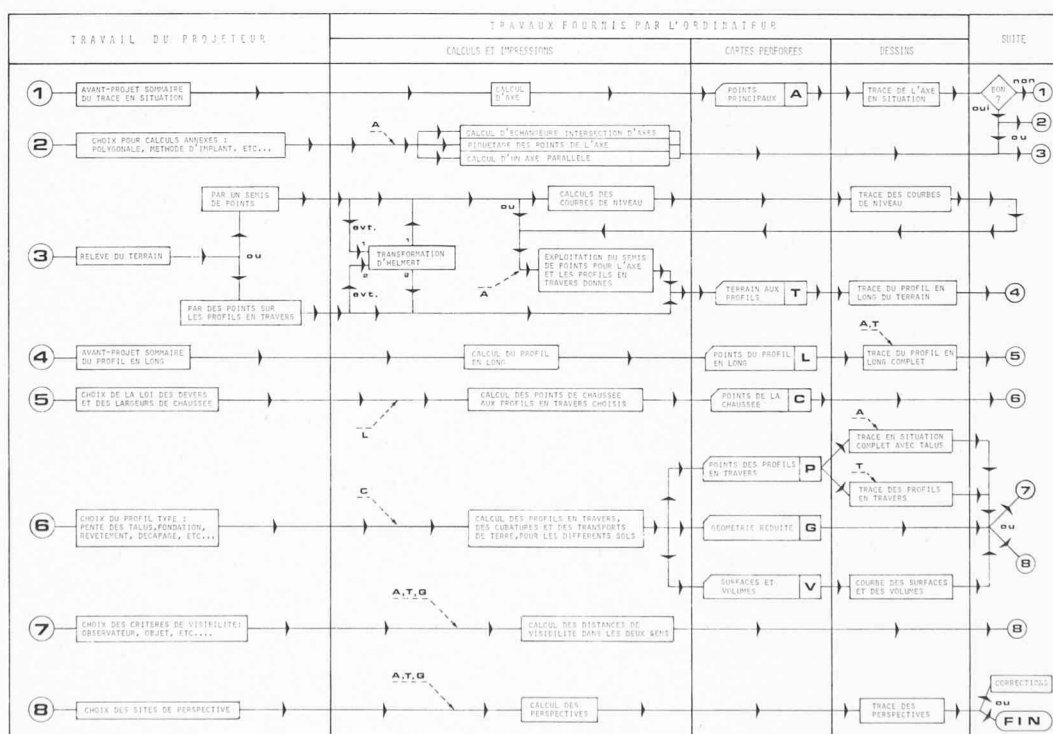 TRAVAIL DU PROJETEUR
TRAVAUX FOURNIS PAR L'ORDINATEUR
SUITE
CALCULS ET IMPRESSIONS
CARTES PERFOREES
DESSINS
1
AVANT-PROJET SOMMAIRE
DU TRACE EN SITUATION
CALCUL
D'AXE
POINTS
PRINCIPAUX
A
TRACE DE L'AXE
EN SITUATION
BON
?
non
1
oui
2
ou
3
2
CHOIX POUR CALCULS ANNEXES :
POLYGONALE, METHODE D'IMPLANT. ETC...
A
CALCUL D'ECHANGEURS INTERSECTION D'AXES
PIQUETAGE DES POINTS DE L'AXE
CALCUL D'UN AXE PARALLELE
3
RELEVE DU TERRAIN
PAR UN SEMIS
DE POINTS
ou
PAR DES POINTS SUR
LES PROFILS EN TRAVERS
evt.
1
1
TRANSFORMATION
D'HELMERT
2
2
evt.
ou
CALCULS DES
COURBES DE NIVEAU
TRACE DES COURBES
DE NIVEAU
EXPLOITATION DU SEMIS
DE POINTS POUR L'AXE
ET LES PROFILS EN
TRAVERS DONNES
A
TERRAIN AUX
PROFILS
T
TRACE DU PROFIL EN
LONG DU TERRAIN
4
4
AVANT-PROJET SOMMAIRE
DU PROFIL EN LONG
CALCUL DU PROFIL
EN LONG
POINTS DU PROFIL
EN LONG
L
A,T
TRACE DU PROFIL EN
LONG COMPLET
5
5
CHOIX DE LA LOI DES DEVERS
ET DES LARGEURS DE CHAUSSEE
L
CALCUL DES POINTS DE CHAUSSEE
AUX PROFILS EN TRAVERS CHOISIS
POINTS DE LA
CHAUSSEE
C
6
6
CHOIX DU PROFIL TYPE :
PENTE DES TALUS,FONDATION,
REVETEMENT, DECAPAGE, ETC...
C
CALCUL DES PROFILS EN TRAVERS,
DES CUBATURES ET DES TRANSPORTS
DE TERRE,POUR LES DIFFERENTS SOLS
POINTS DES PROFILS
EN TRAVERS
P
A
TRACE EN SITUATION
COMPLET AVEC TALUS
T
TRACE DES PROFILS
EN TRAVERS
GEOMETRIE REDUITE
G
SURFACES ET
VOLUMES
V
COURBE DES SURFACES
ET DES VOLUMES
7
ou
8
7
CHOIX DES CRITERES DE VISIBILITE:
OBSERVATEUR, OBJET, ETC....
A,T,G
CALCUL DES DISTANCES DE
VISIBILITE DANS LES DEUX SENS
8
8
CHOIX DES SITES DE PERSPECTIVE
A,T,G
CALCUL DES
PERSPECTIVES
TRACE DES
PERSPECTIVES
CORRECTIONS
ou
FIN